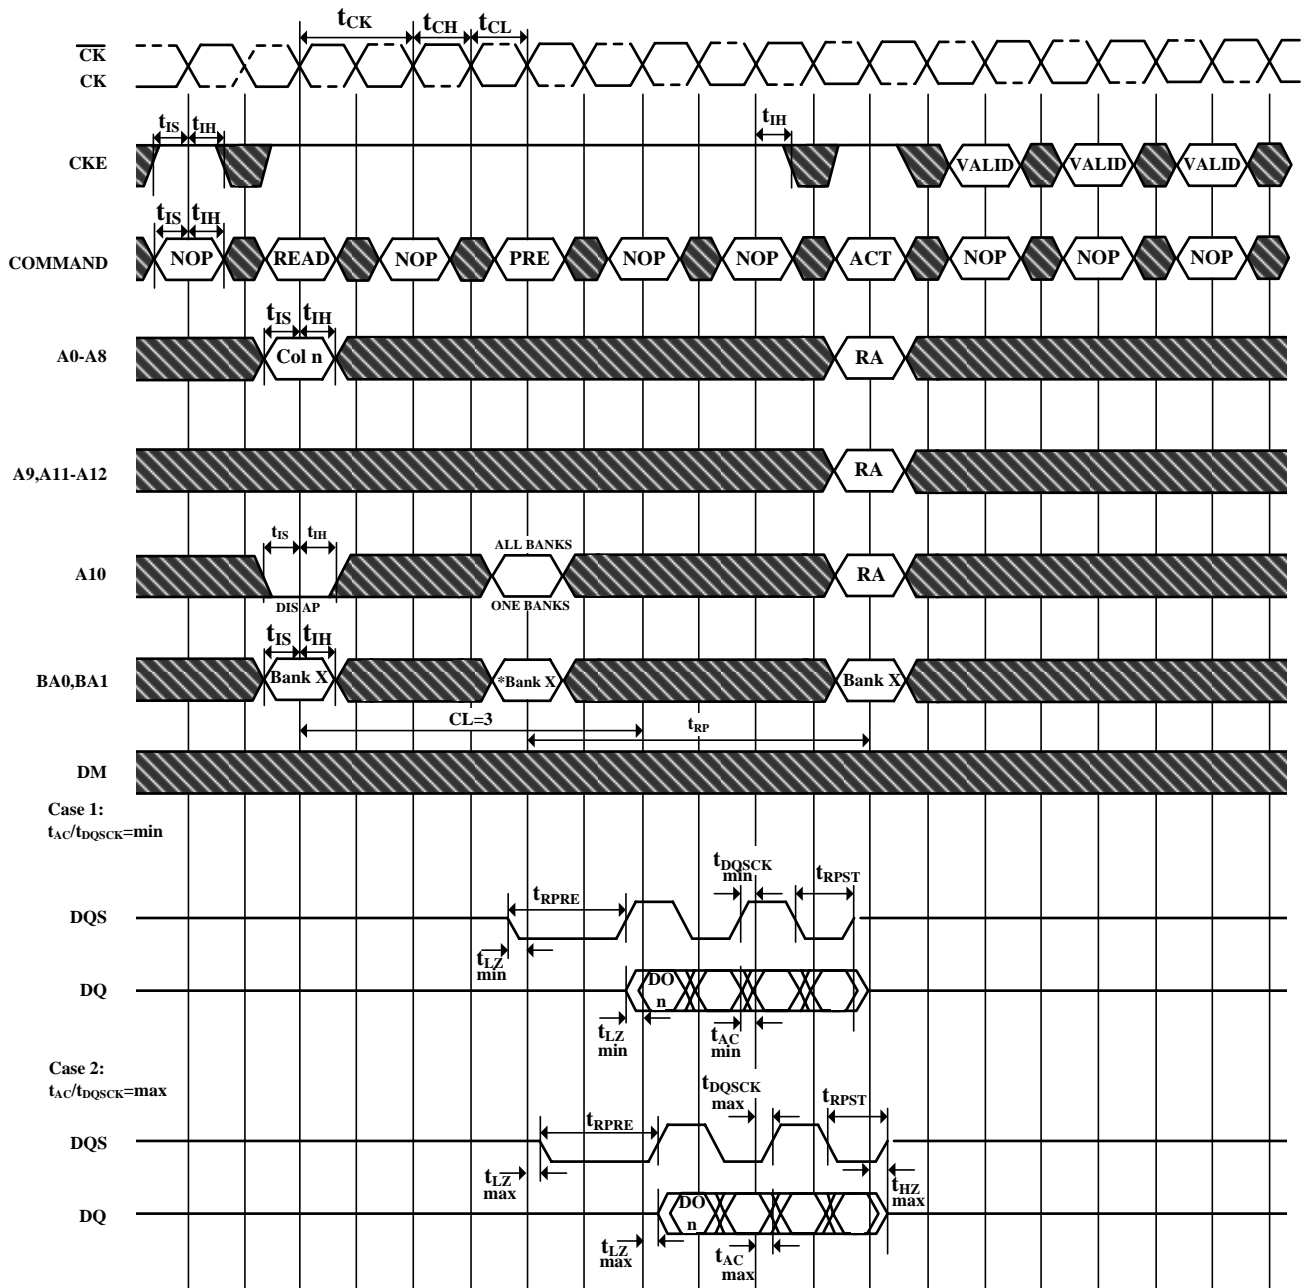 tCK tCH tCL
CK
CK
tIS tIH tIH
CKE VALID VALID VALID
tIS tIH
COMMAND NOP READ NOP PRE NOP NOP ACT NOP NOP NOP
tIS tIH
A0-A8 Col n RA
A9,A11-A12 RA
tIS tIH ALL BANKS
A10 RA
DIS AP ONE BANKS
tIS tIH
BA0,BA1 Bank X *Bank X Bank X
CL=3 tRP
DM
Case 1:
tAC/tDQSCK=min
tDQSCK
min
tRPST
tRPRE
DQS
tLZ
min
DQ DO
n
tLZ
min
tAC
min
Case 2:
tAC/tDQSCK=max
tDQSCK
max
tRPST
tRPRE
DQS
tLZ
max
tHZ
max
DQ DO
n
tLZ
max
tAC
max